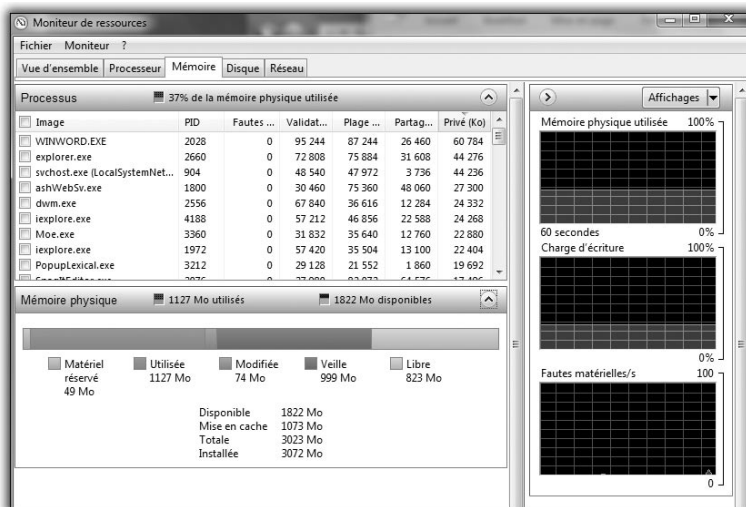 Moniteur de ressources
Fichier Moniteur ?
Vue d'ensemble Processeur Mémoire Disque Réseau
Processus 37% de la mémoire physique utilisée
Image PID Fautes ... Validat... Plage ... Partag... Privé (Ko)
WINWORD.EXE 2028 0 95 244 87 244 26 460 60 784
explorer.exe 2660 0 72 808 75 884 31 608 44 276
svchost.exe (LocalSystemNet... 904 0 48 540 47 972 3 736 44 236
ashWebSv.exe 1800 0 30 460 75 360 48 060 27 300
dwm.exe 2556 0 67 840 36 616 12 284 24 332
iexplore.exe 4188 0 57 212 46 856 22 588 24 268
Moe.exe 3360 0 31 832 35 640 12 760 22 880
iexplore.exe 1972 0 57 420 35 504 13 100 22 404
PopupLexical.exe 3212 0 29 128 21 552 1 860 19 692
Mémoire physique 1127 Mo utilisés 1822 Mo disponibles
Matériel réservé 49 Mo
Utilisée 1127 Mo
Modifiée 74 Mo
Veille 999 Mo
Libre 823 Mo
Disponible 1822 Mo
Mise en cache 1073 Mo
Totale 3023 Mo
Installée 3072 Mo
Affichages
Mémoire physique utilisée 100%
60 secondes 0%
Charge d'écriture 100%
0%
Fautes matérielles/s 100
0